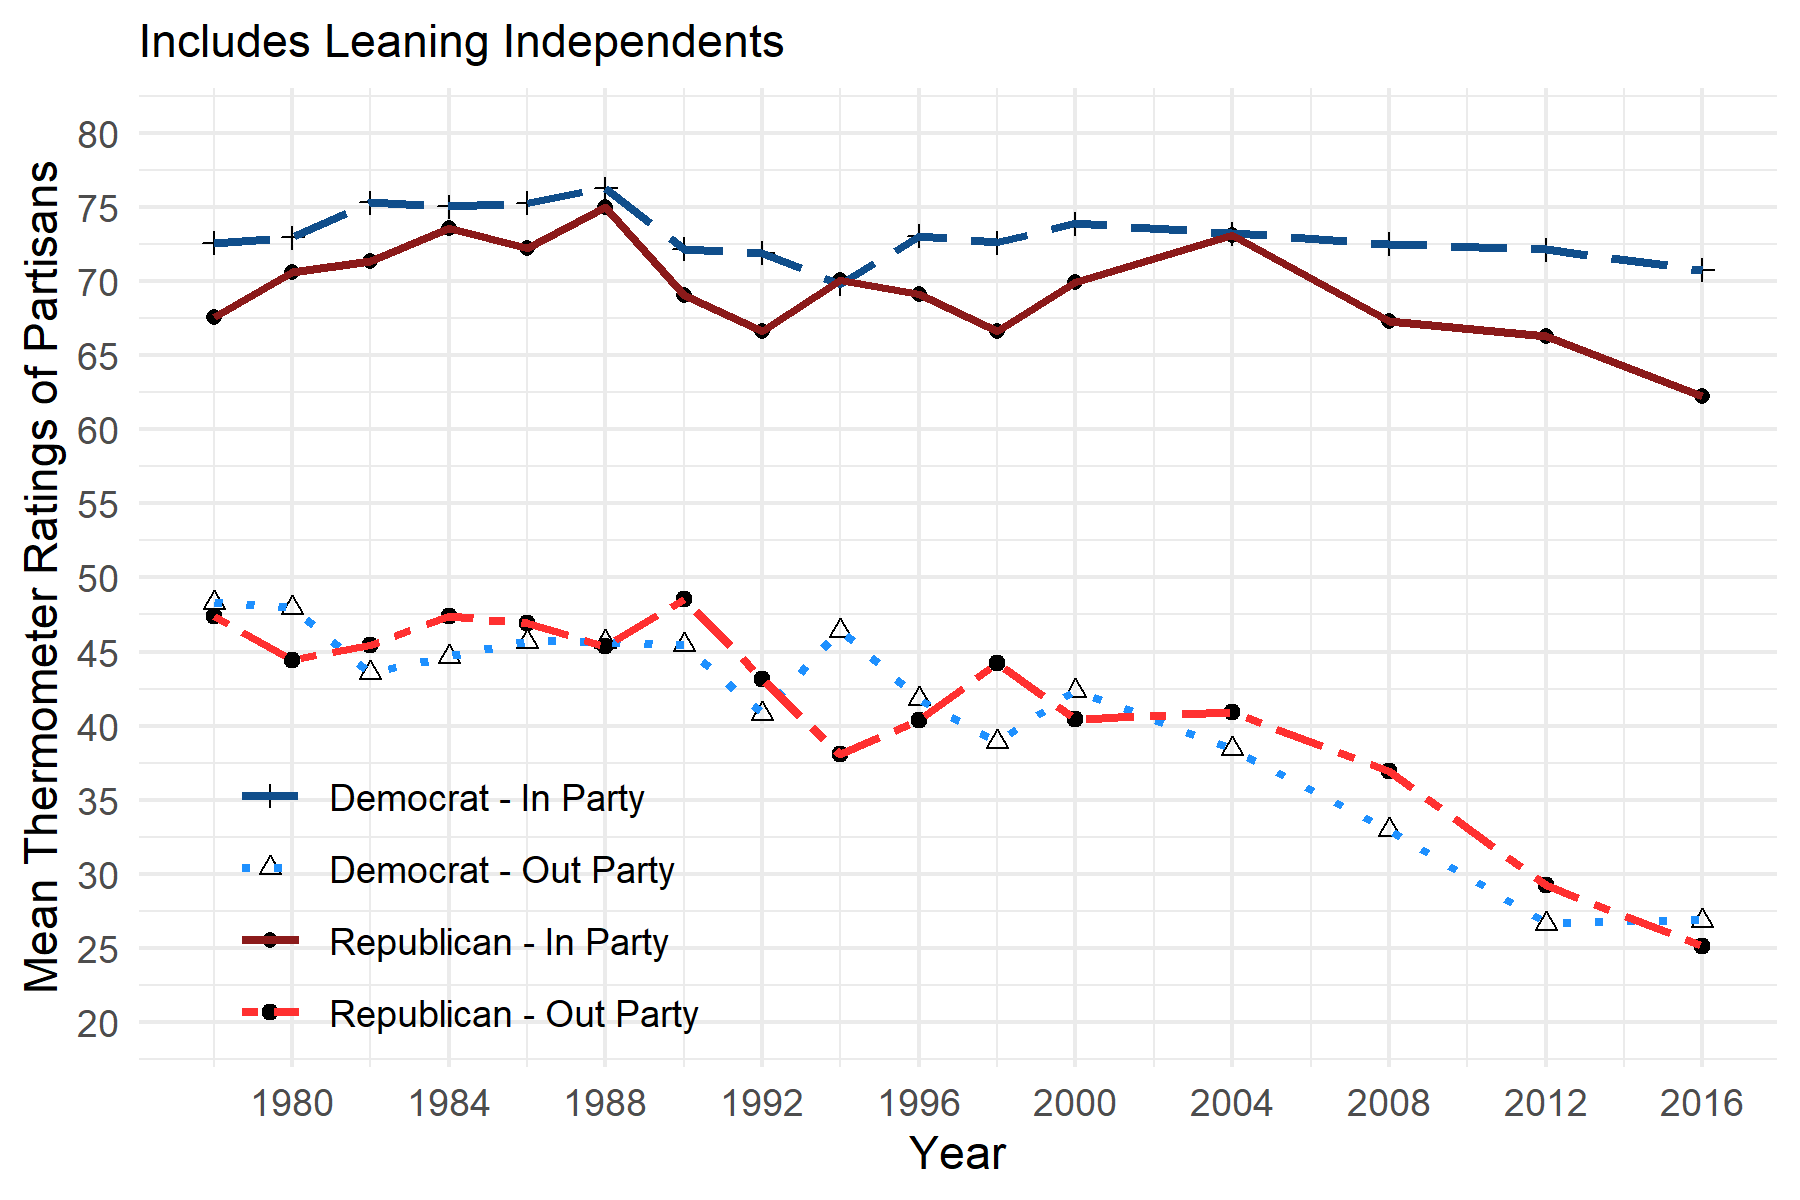 Includes Leaning Independents
Mean Thermometer Ratings of Partisans
80
75
70
65
60
55
50
45
40
35
30
25
20
Democrat - In Party
Democrat - Out Party
Republican - In Party
Republican - Out Party
1980 1984 1988 1992 1996 2000 2004 2008 2012 2016
Year